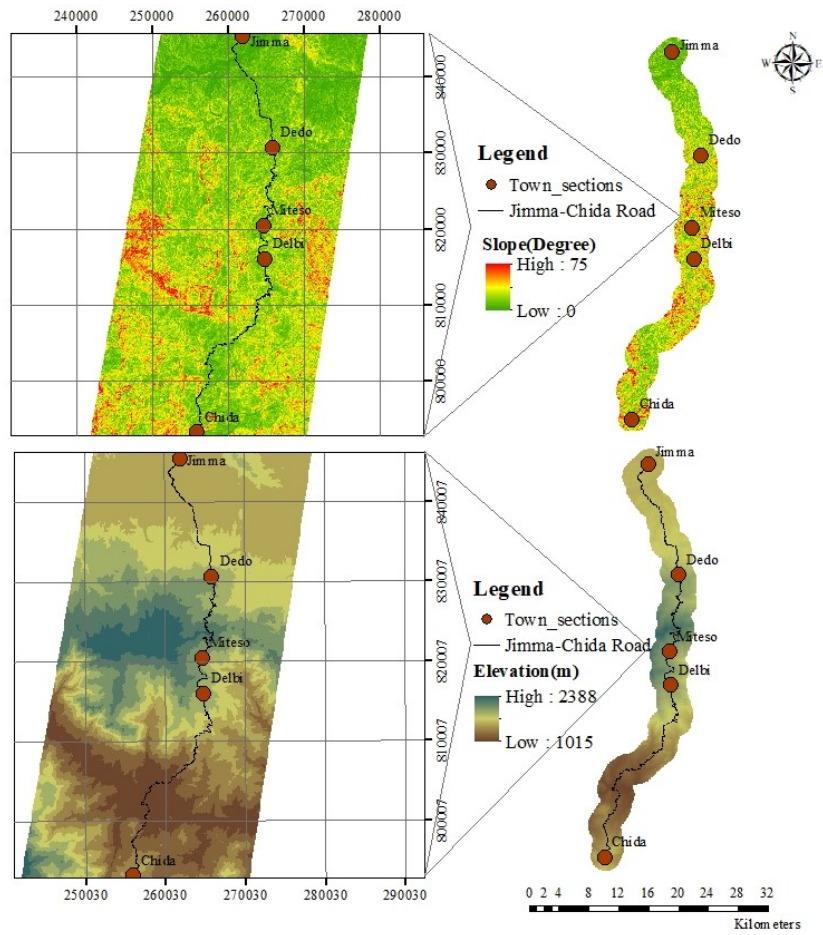 240000 250000 260000 270000 280000
Jimma
840000
Dedo
830000
Miteso
820000
Delbi
810000
800000
Chida
Legend
Town_sections
Jimma-Chida Road
Slope(Degree)
High : 75
Low : 0
Jimma
Dedo
Miteso
Delbi
Chida
N
W E
S
Jimma
840007
Dedo
830007
Miteso
820007
Delbi
810007
800007
Chida
250030 260030 270030 280030 290030
Legend
Town_sections
Jimma-Chida Road
Elevation(m)
High : 2388
Low : 1015
Jimma
Dedo
Miteso
Delbi
Chida
0 2 4 8 12 16 20 24 28 32
Kilometers